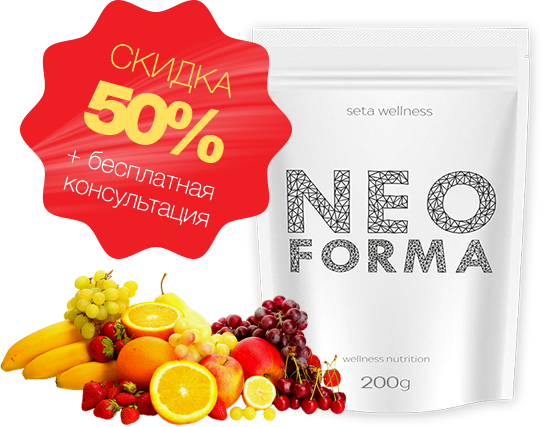 СКИДКА
50%
+ бесплатная
консультация
seta wellness
NEO
FORMA
wellness nutrition
200g